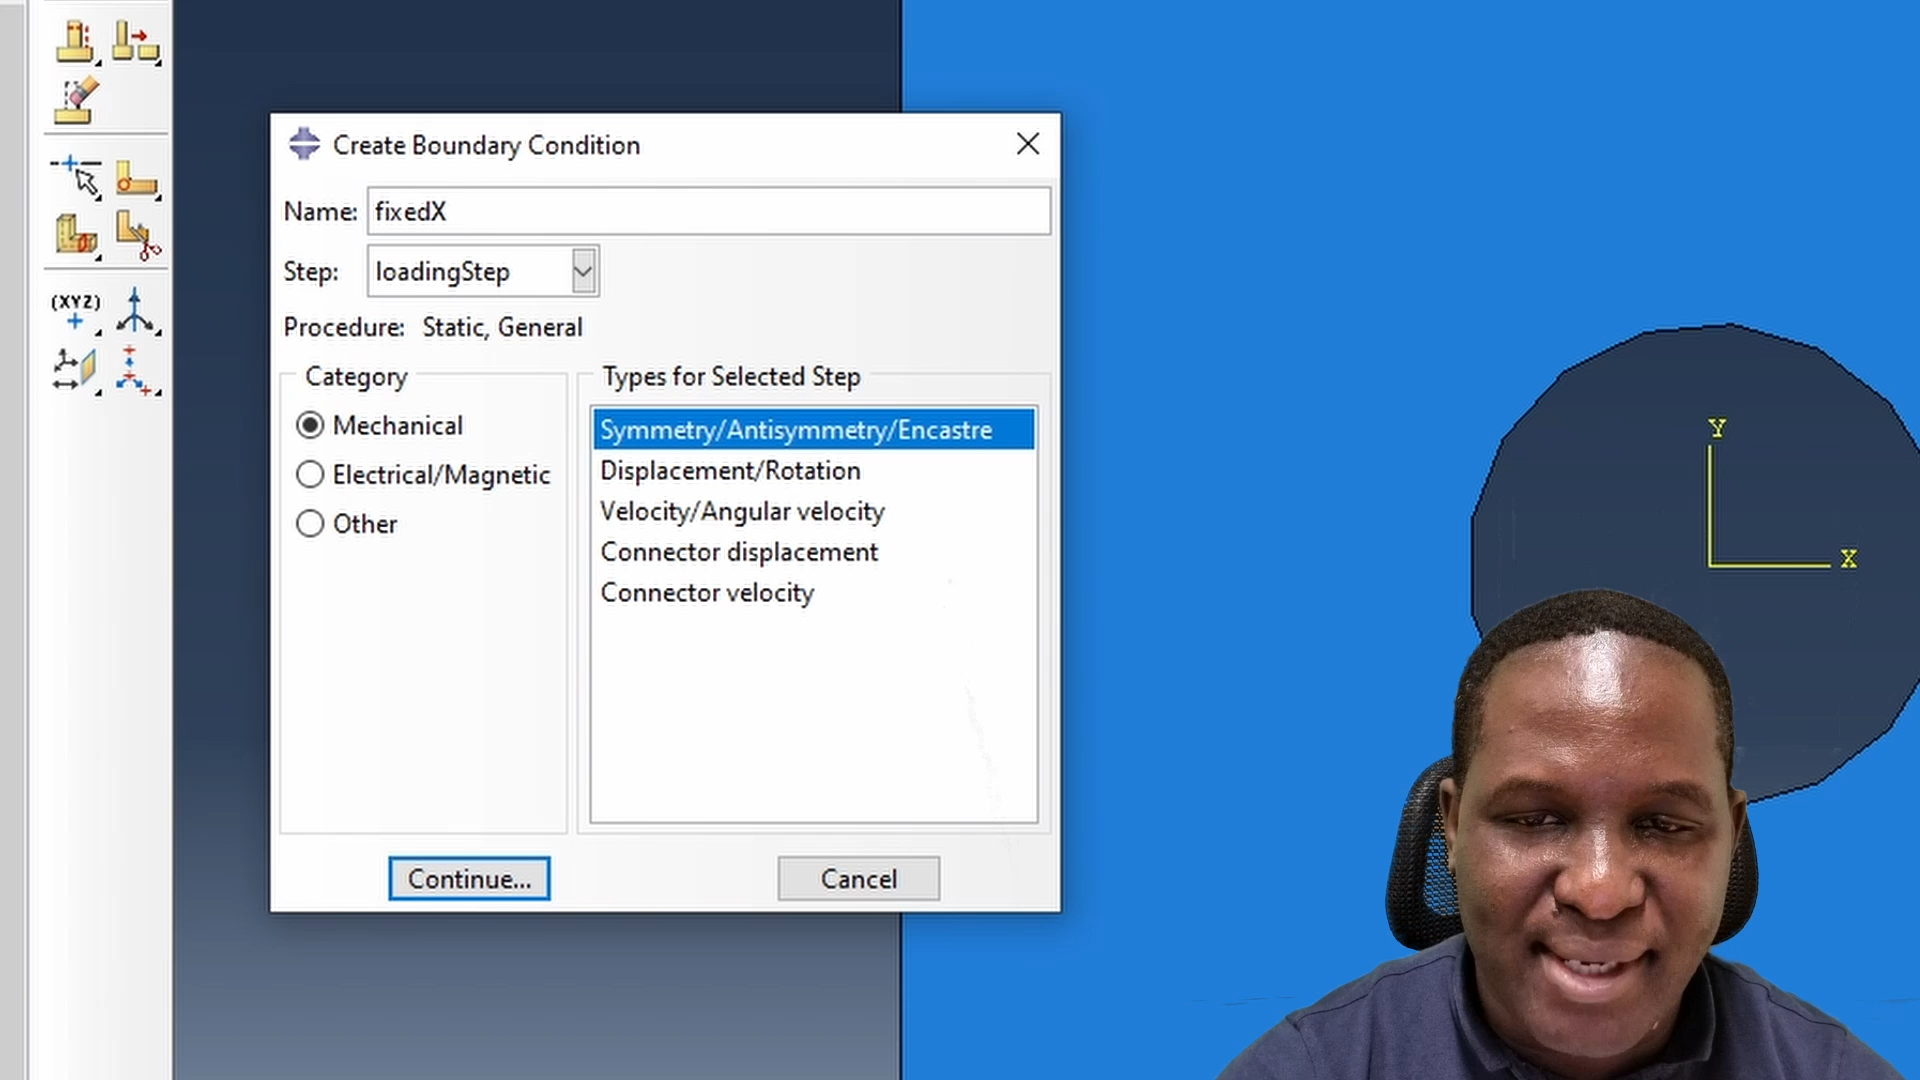 Create Boundary Condition
Name: fixedX
Step: loadingStep
Procedure: Static, General
Category
Mechanical
Electrical/Magnetic
Other
Types for Selected Step
Symmetry/Antisymmetry/Encastre
Displacement/Rotation
Velocity/Angular velocity
Connector displacement
Connector velocity
Continue...
Cancel
(XYZ)
Y
X